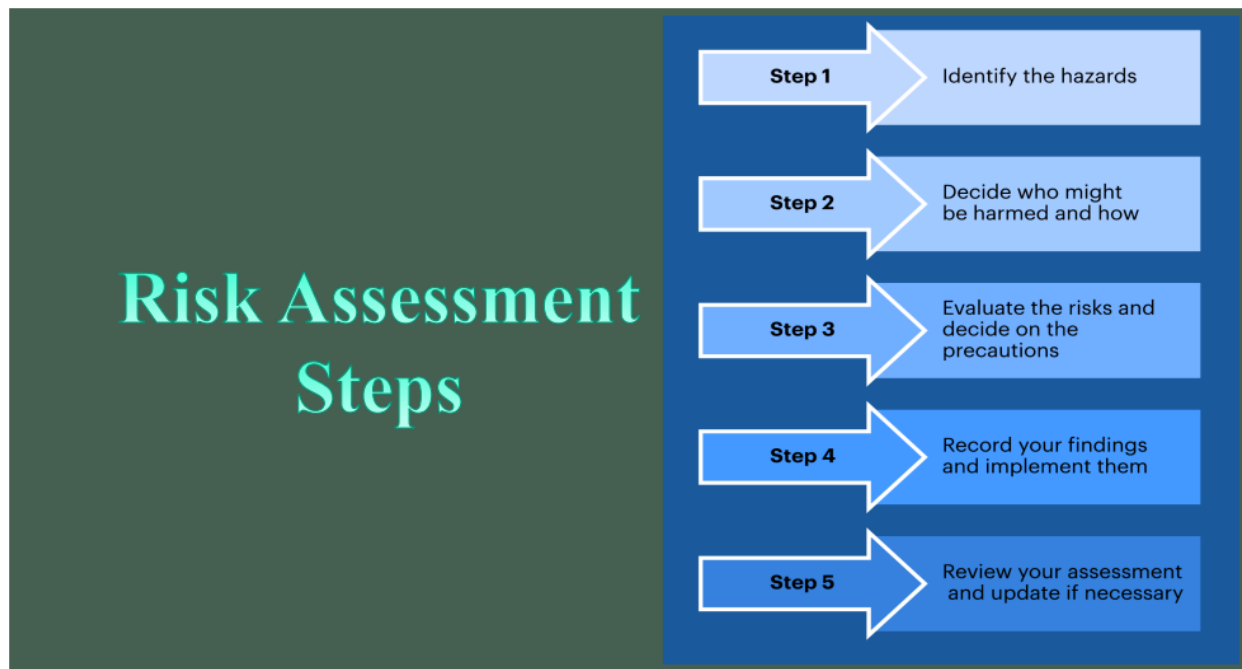 Risk Assessment
Steps
Step 1
Identify the hazards
Step 2
Decide who might
be harmed and how
Step 3
Evaluate the risks and
decide on the
precautions
Step 4
Record your findings
and implement them
Step 5
Review your assessment
and update if necessary